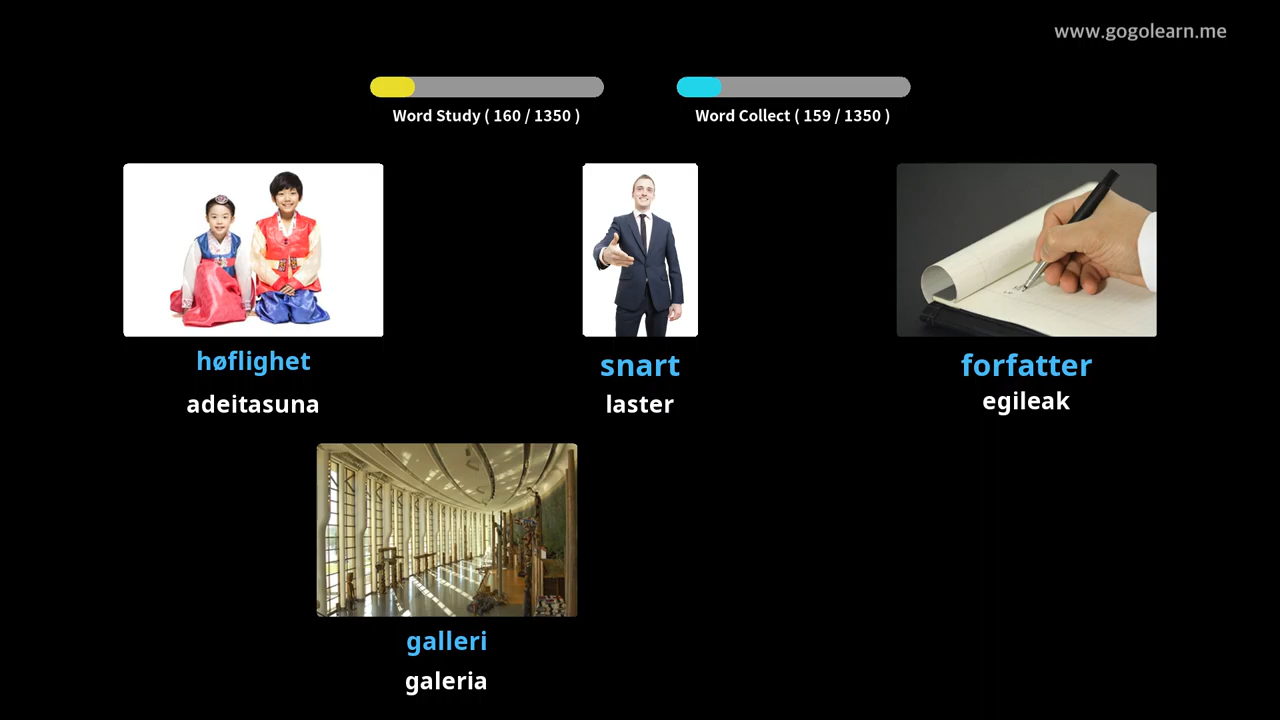 www.gogolearn.me
Word Study ( 160 / 1350 )
Word Collect ( 159 / 1350 )
høflighet
adeitasuna
snart
laster
forfatter
egileak
galleri
galeria